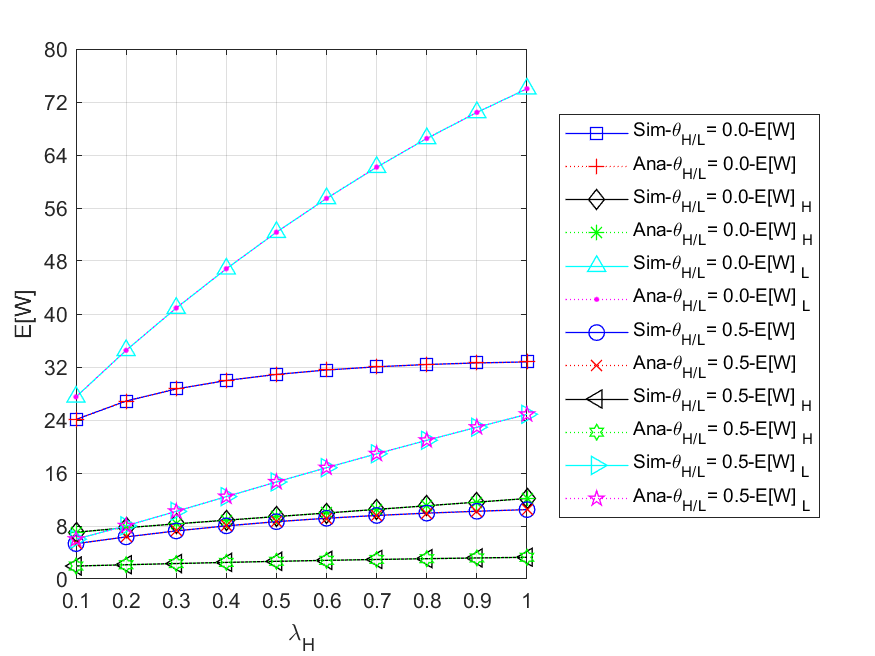 80
72
64
56
48
40
32
24
16
8
0
E[W]
0.1 0.2 0.3 0.4 0.5 0.6 0.7 0.8 0.9 1
λH
Sim-θH/L= 0.0-E[W]
Ana-θH/L= 0.0-E[W]
Sim-θH/L= 0.0-E[W] H
Ana-θH/L= 0.0-E[W] H
Sim-θH/L= 0.0-E[W] L
Ana-θH/L= 0.0-E[W] L
Sim-θH/L= 0.5-E[W]
Ana-θH/L= 0.5-E[W]
Sim-θH/L= 0.5-E[W] H
Ana-θH/L= 0.5-E[W] H
Sim-θH/L= 0.5-E[W] L
Ana-θH/L= 0.5-E[W] L